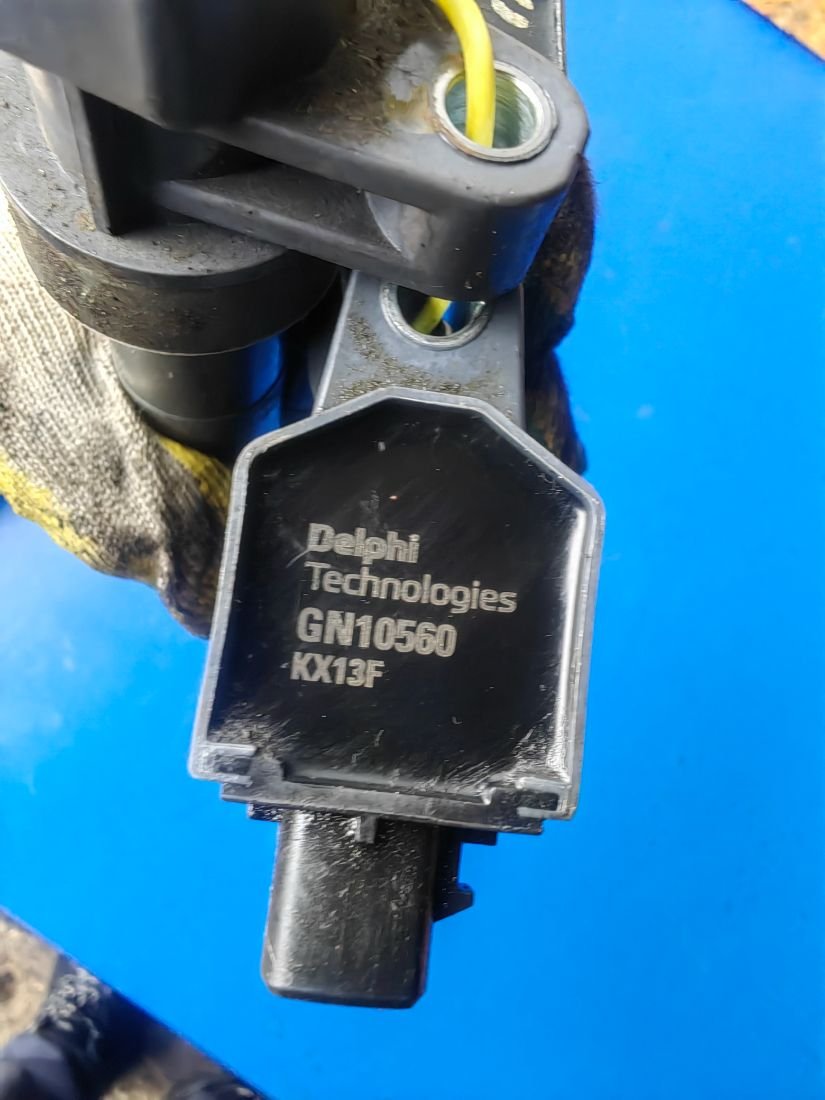 Delphi
Technologies
GN10560
KX13F